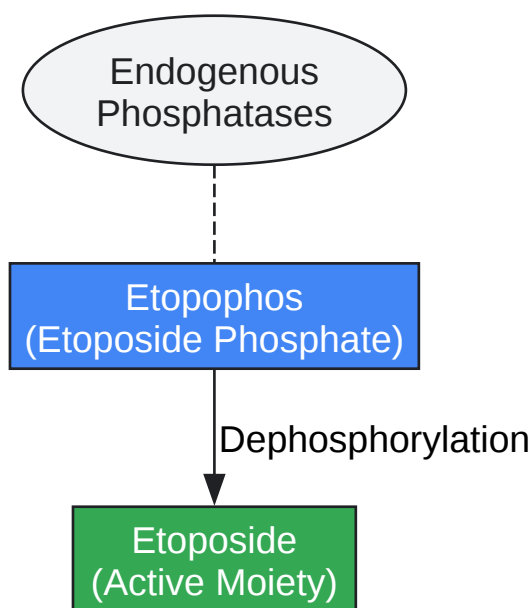 Endogenous
Phosphatases
Etopophos
(Etoposide Phosphate)
Dephosphorylation
Etoposide
(Active Moiety)